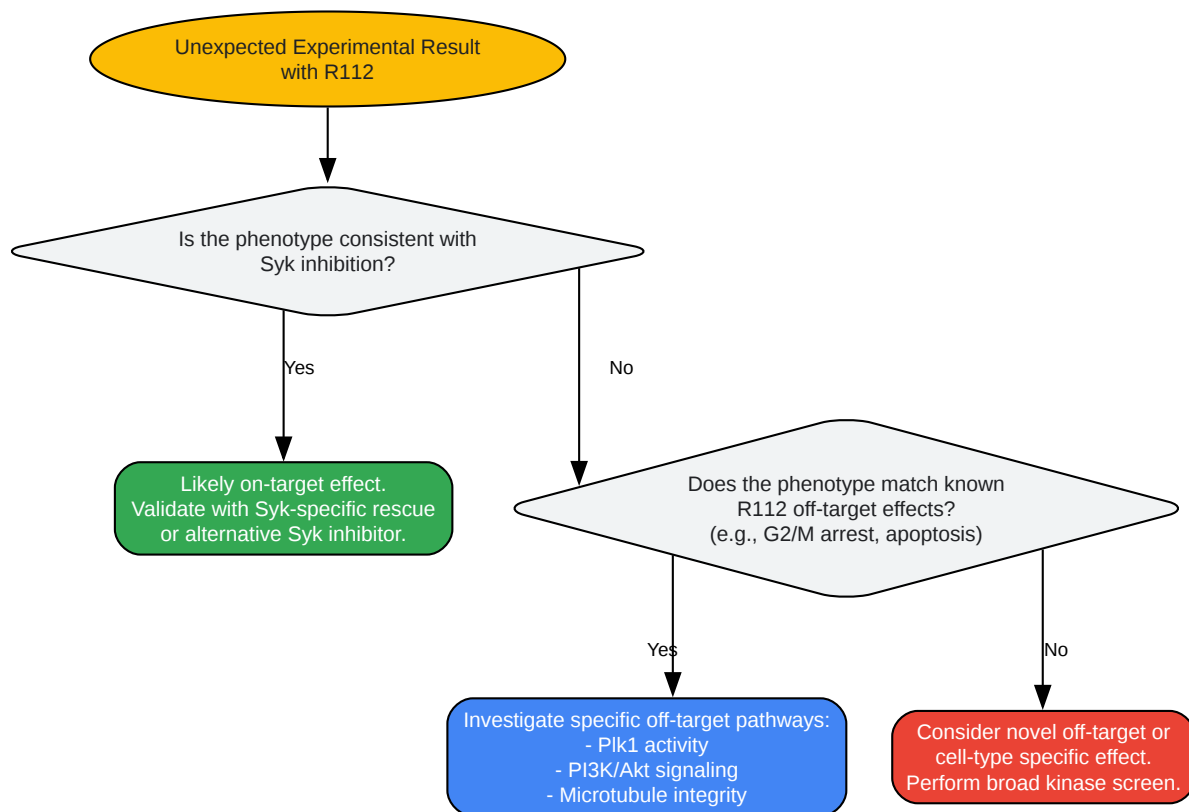 Unexpected Experimental Result
with R112
Is the phenotype consistent with
Syk inhibition?
Yes
No
Likely on-target effect.
Validate with Syk-specific rescue
or alternative Syk inhibitor.
Does the phenotype match known
R112 off-target effects?
(e.g., G2/M arrest, apoptosis)
Yes
No
Investigate specific off-target pathways:
- Plk1 activity
- PI3K/Akt signaling
- Microtubule integrity
Consider novel off-target or
cell-type specific effect.
Perform broad kinase screen.